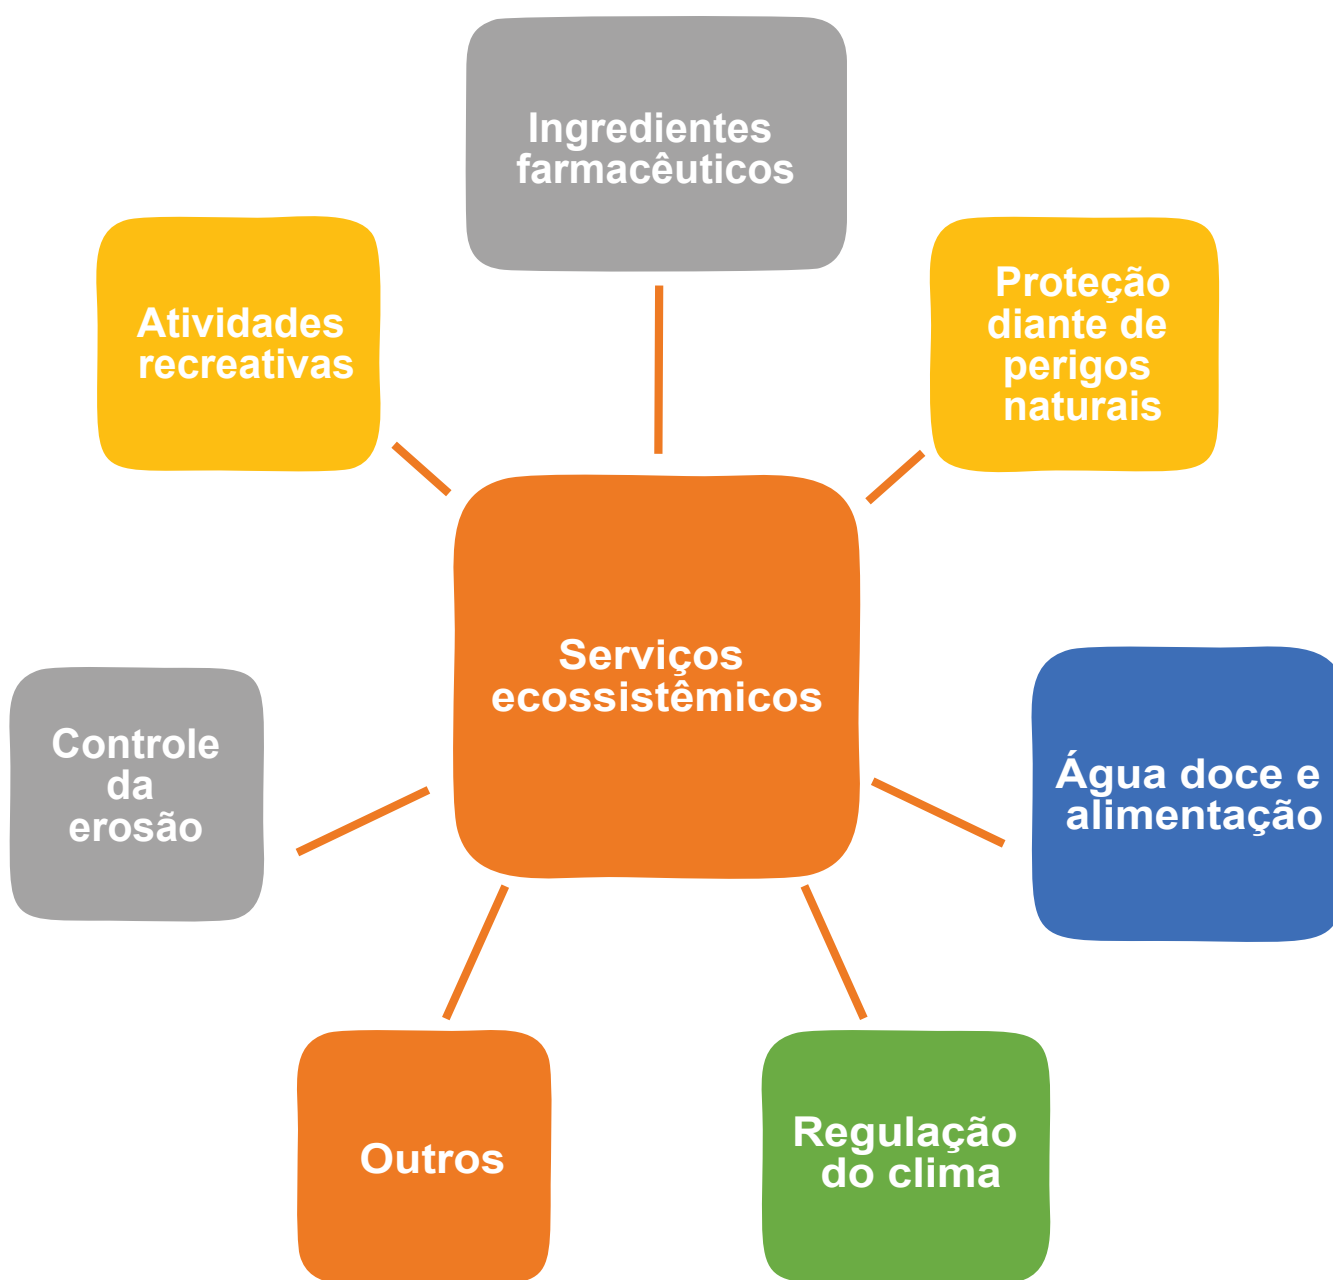 Ingredientes
farmacêuticos
Atividades
recreativas
Proteção
diante de
perigos
naturais
Serviços
ecossistêmicos
Controle
da
erosão
Água doce e
alimentação
Outros
Regulação
do clima